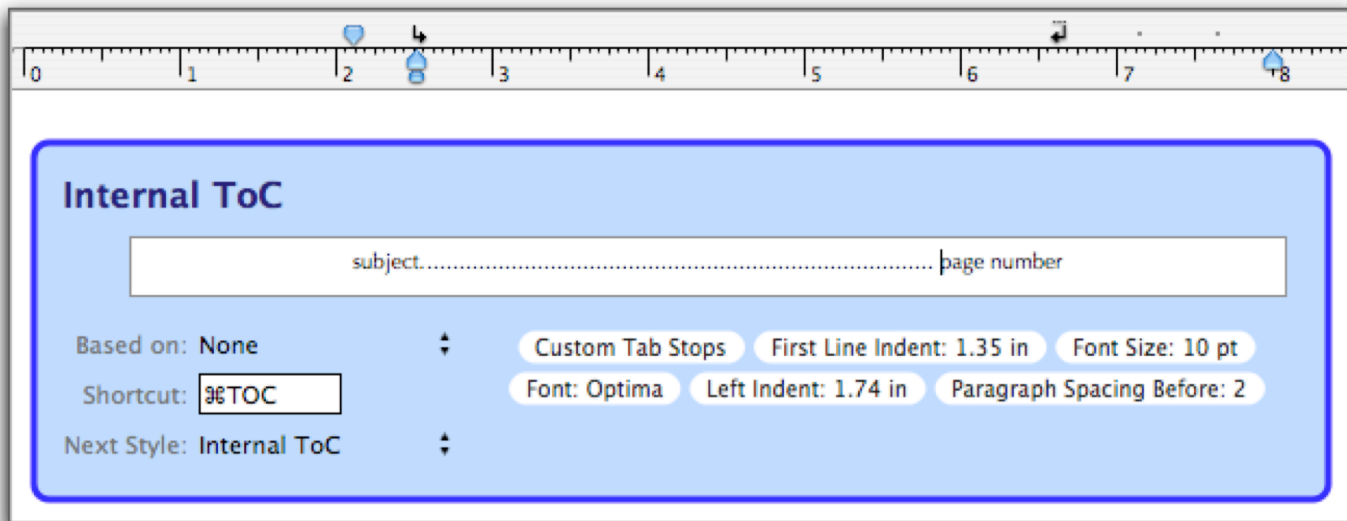 0 1 2 3 4 5 6 7 8
Internal ToC
subject.............................................................................. page number
Based on: None
Custom Tab Stops First Line Indent: 1.35 in Font Size: 10 pt
Shortcut: ⌘TOC
Font: Optima Left Indent: 1.74 in Paragraph Spacing Before: 2
Next Style: Internal ToC